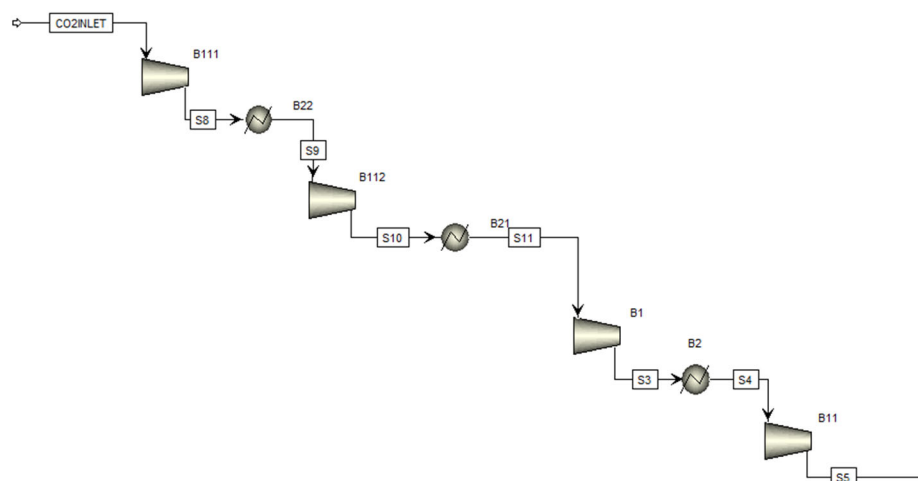 CO2INLET
B111
S8
B22
S9
B112
S10
B21
S11
B1
S3
B2
S4
B11
S5